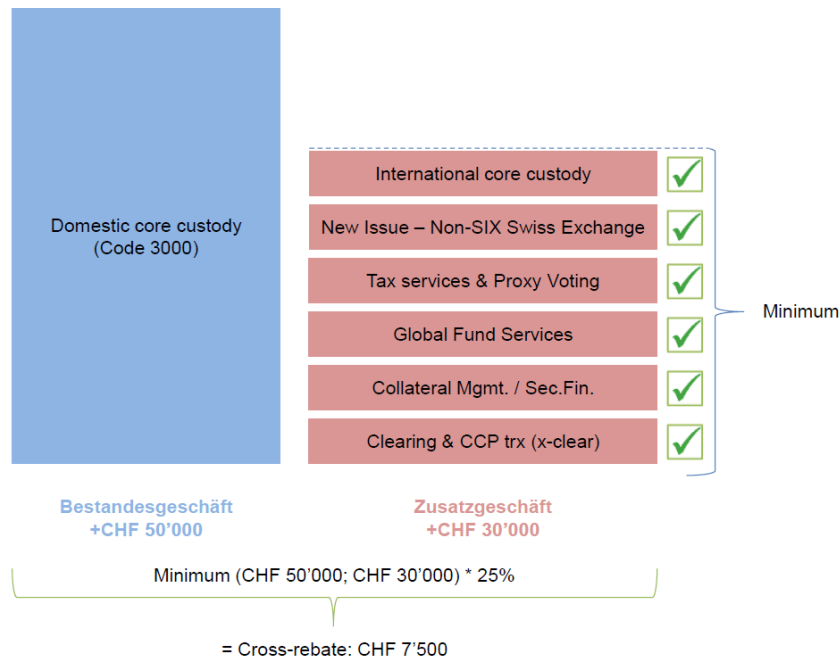 Domestic core custody
(Code 3000)
International core custody
New Issue – Non-SIX Swiss Exchange
Tax services & Proxy Voting
Global Fund Services
Collateral Mgmt. / Sec.Fin.
Clearing & CCP trx (x-clear)
Minimum
Bestandesgeschäft
+CHF 50’000
Zusatzgeschäft
+CHF 30’000
Minimum (CHF 50’000; CHF 30’000) * 25%
= Cross-rebate: CHF 7’500